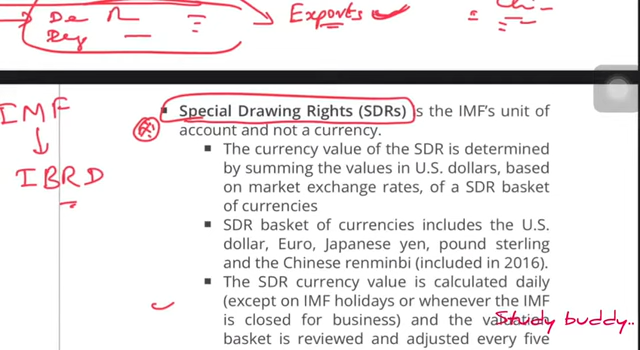 De
Reg
Exports
IMF
IBRD
Special Drawing Rights (SDRs) is the IMF's unit of
account and not a currency.
▪ The currency value of the SDR is determined
by summing the values in U.S. dollars, based
on market exchange rates, of a SDR basket
of currencies
▪ SDR basket of currencies includes the U.S.
dollar, Euro, Japanese yen, pound sterling
and the Chinese renminbi (included in 2016).
▪ The SDR currency value is calculated daily
(except on IMF holidays or whenever the IMF
is closed for business) and the valuation
basket is reviewed and adjusted every five
Study buddy..